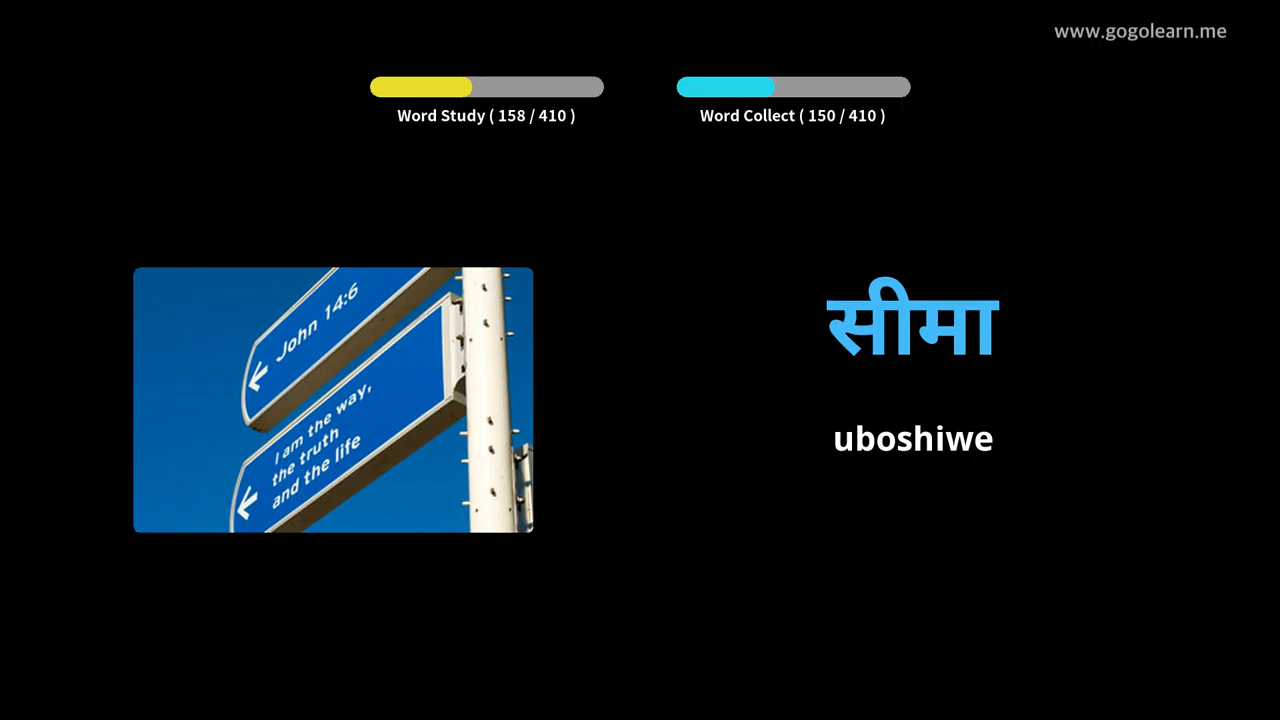 www.gogolearn.me
Word Study ( 158 / 410 )
Word Collect ( 150 / 410 )
John 14:6
I am the way,
the truth
and the life
सीमा
uboshiwe